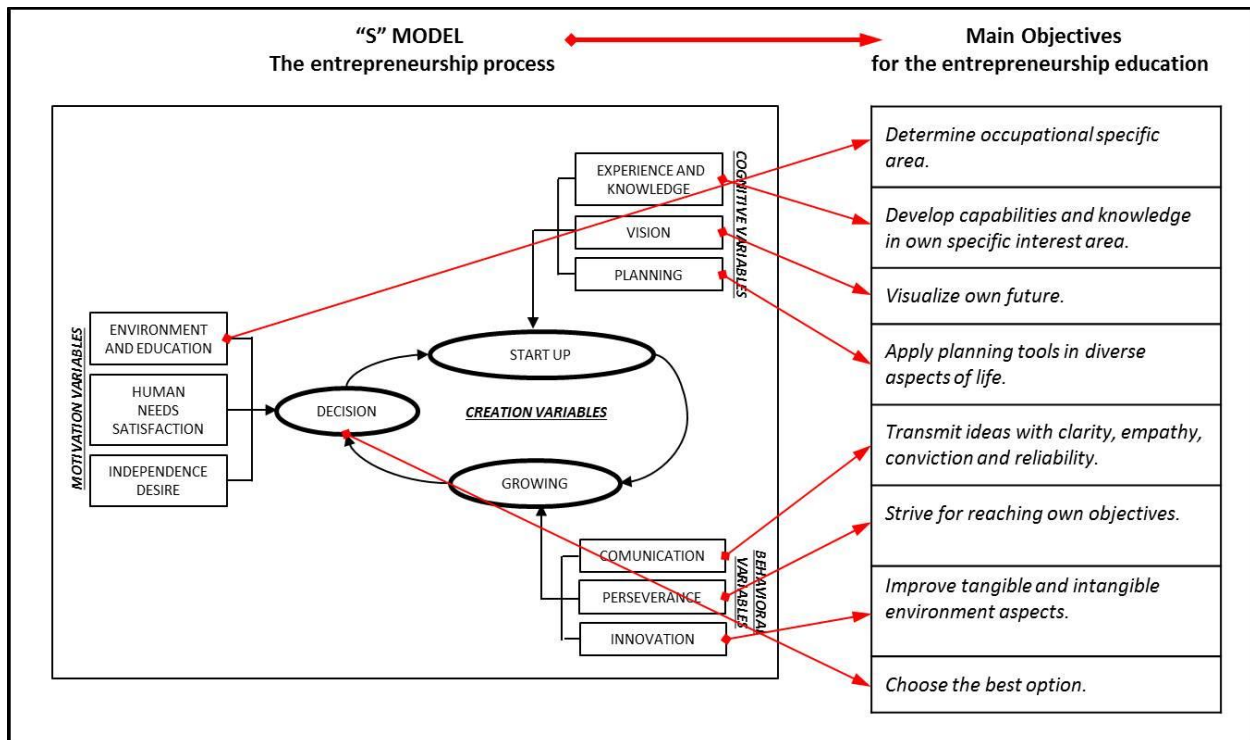 “S” MODEL
The entrepreneurship process
Main Objectives
for the entrepreneurship education
MOTIVATION VARIABLES
ENVIRONMENT
AND EDUCATION
HUMAN
NEEDS
SATISFACTION
INDEPENDENCE
DESIRE
DECISION
START UP
CREATION VARIABLES
GROWING
EXPERIENCE AND
KNOWLEDGE
VISION
PLANNING
COGNITIVE VARIABLES
COMUNICATION
PERSEVERANCE
INNOVATION
BEHAVIORAL
VARIABLES
Determine occupational specific
area.
Develop capabilities and knowledge
in own specific interest area.
Visualize own future.
Apply planning tools in diverse
aspects of life.
Transmit ideas with clarity, empathy,
conviction and reliability.
Strive for reaching own objectives.
Improve tangible and intangible
environment aspects.
Choose the best option.